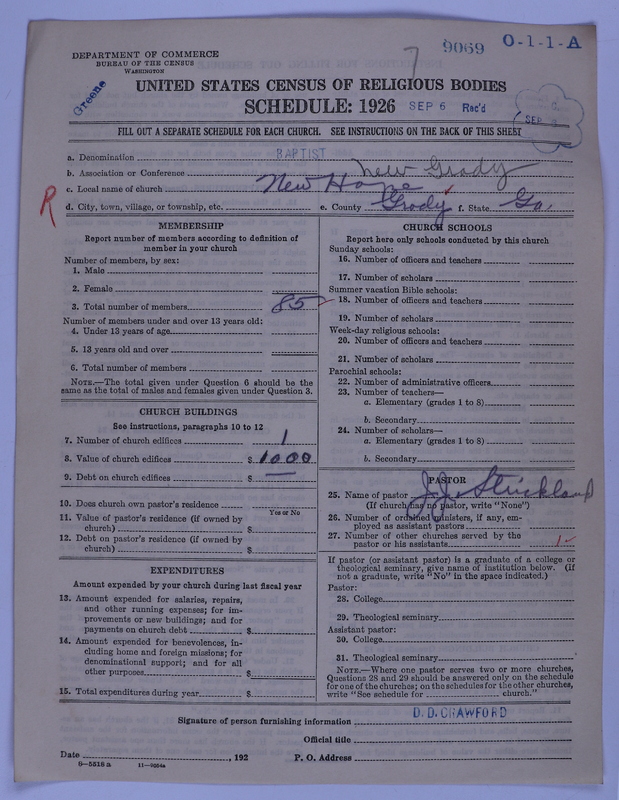 9069 O-1-1-A
DEPARTMENT OF COMMERCE
BUREAU OF THE CENSUS
WASHINGTON
Greene
UNITED STATES CENSUS OF RELIGIOUS BODIES
SCHEDULE: 1926 SEP 6 Rec'd
SEP
FILL OUT A SEPARATE SCHEDULE FOR EACH CHURCH. SEE INSTRUCTIONS ON THE BACK OF THIS SHEET
a. Denomination BAPTIST
b. Association or Conference New Grady
c. Local name of church New Hope
R
d. City, town, village, or township, etc. e. County Grady f. State Ga.
MEMBERSHIP
Report number of members according to definition of
member in your church
Number of members, by sex:
1. Male
2. Female
3. Total number of members 85
Number of members under and over 13 years old:
4. Under 13 years of age
5. 13 years old and over
6. Total number of members
NOTE.—The total given under Question 6 should be the
same as the total of males and females given under Question 3.
CHURCH BUILDINGS
See instructions, paragraphs 10 to 12
7. Number of church edifices 1
8. Value of church edifices $ 1000
9. Debt on church edifices $
10. Does church own pastor's residence
Yes or No
11. Value of pastor's residence (if owned by
church) $
12. Debt on pastor's residence (if owned by
church) $
EXPENDITURES
Amount expended by your church during last fiscal year
13. Amount expended for salaries, repairs,
and other running expenses; for im-
provements or new buildings; and for
payments on church debt $
14. Amount expended for benevolences, in-
cluding home and foreign missions; for
denominational support; and for all
other purposes $
15. Total expenditures during year $
CHURCH SCHOOLS
Report here only schools conducted by this church
Sunday schools:
16. Number of officers and teachers
17. Number of scholars
Summer vacation Bible schools:
18. Number of officers and teachers
19. Number of scholars
Week-day religious schools:
20. Number of officers and teachers
21. Number of scholars
Parochial schools:
22. Number of administrative officers
23. Number of teachers—
a. Elementary (grades 1 to 8)
b. Secondary
24. Number of scholars—
a. Elementary (grades 1 to 8)
b. Secondary
PASTOR
25. Name of pastor J.J. Strickland
(If church has no pastor, write "None")
26. Number of ordained ministers, if any, em-
ployed as assistant pastors
27. Number of other churches served by the
pastor or his assistants 1
If pastor (or assistant pastor) is a graduate of a college or
theological seminary, give name of institution below. (If
not a graduate, write "No" in the space indicated.)
Pastor:
28. College
29. Theological seminary
Assistant pastor:
30. College
31. Theological seminary
NOTE.—Where one pastor serves two or more churches,
Questions 28 and 29 should be answered only on the schedule
for one of the churches; on the schedules for the other churches,
write "See schedule for church."
Signature of person furnishing information D. D. CRAWFORD
Official title
Date , 192 P. O. Address
8—5518 a